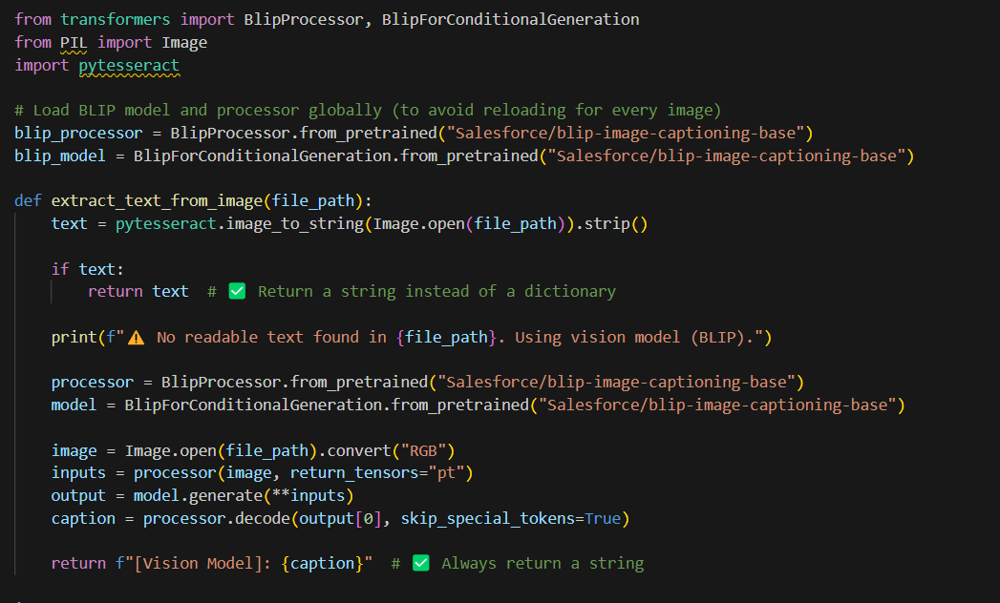 from transformers import BlipProcessor, BlipForConditionalGeneration
from PIL import Image
import pytesseract

# Load BLIP model and processor globally (to avoid reloading for every image)
blip_processor = BlipProcessor.from_pretrained("Salesforce/blip-image-captioning-base")
blip_model = BlipForConditionalGeneration.from_pretrained("Salesforce/blip-image-captioning-base")

def extract_text_from_image(file_path):
    text = pytesseract.image_to_string(Image.open(file_path)).strip()

    if text:
        return text  # ✅ Return a string instead of a dictionary

    print(f"⚠️ No readable text found in {file_path}. Using vision model (BLIP).")

    processor = BlipProcessor.from_pretrained("Salesforce/blip-image-captioning-base")
    model = BlipForConditionalGeneration.from_pretrained("Salesforce/blip-image-captioning-base")

    image = Image.open(file_path).convert("RGB")
    inputs = processor(image, return_tensors="pt")
    output = model.generate(**inputs)
    caption = processor.decode(output[0], skip_special_tokens=True)

    return f"[Vision Model]: {caption}"  # ✅ Always return a string